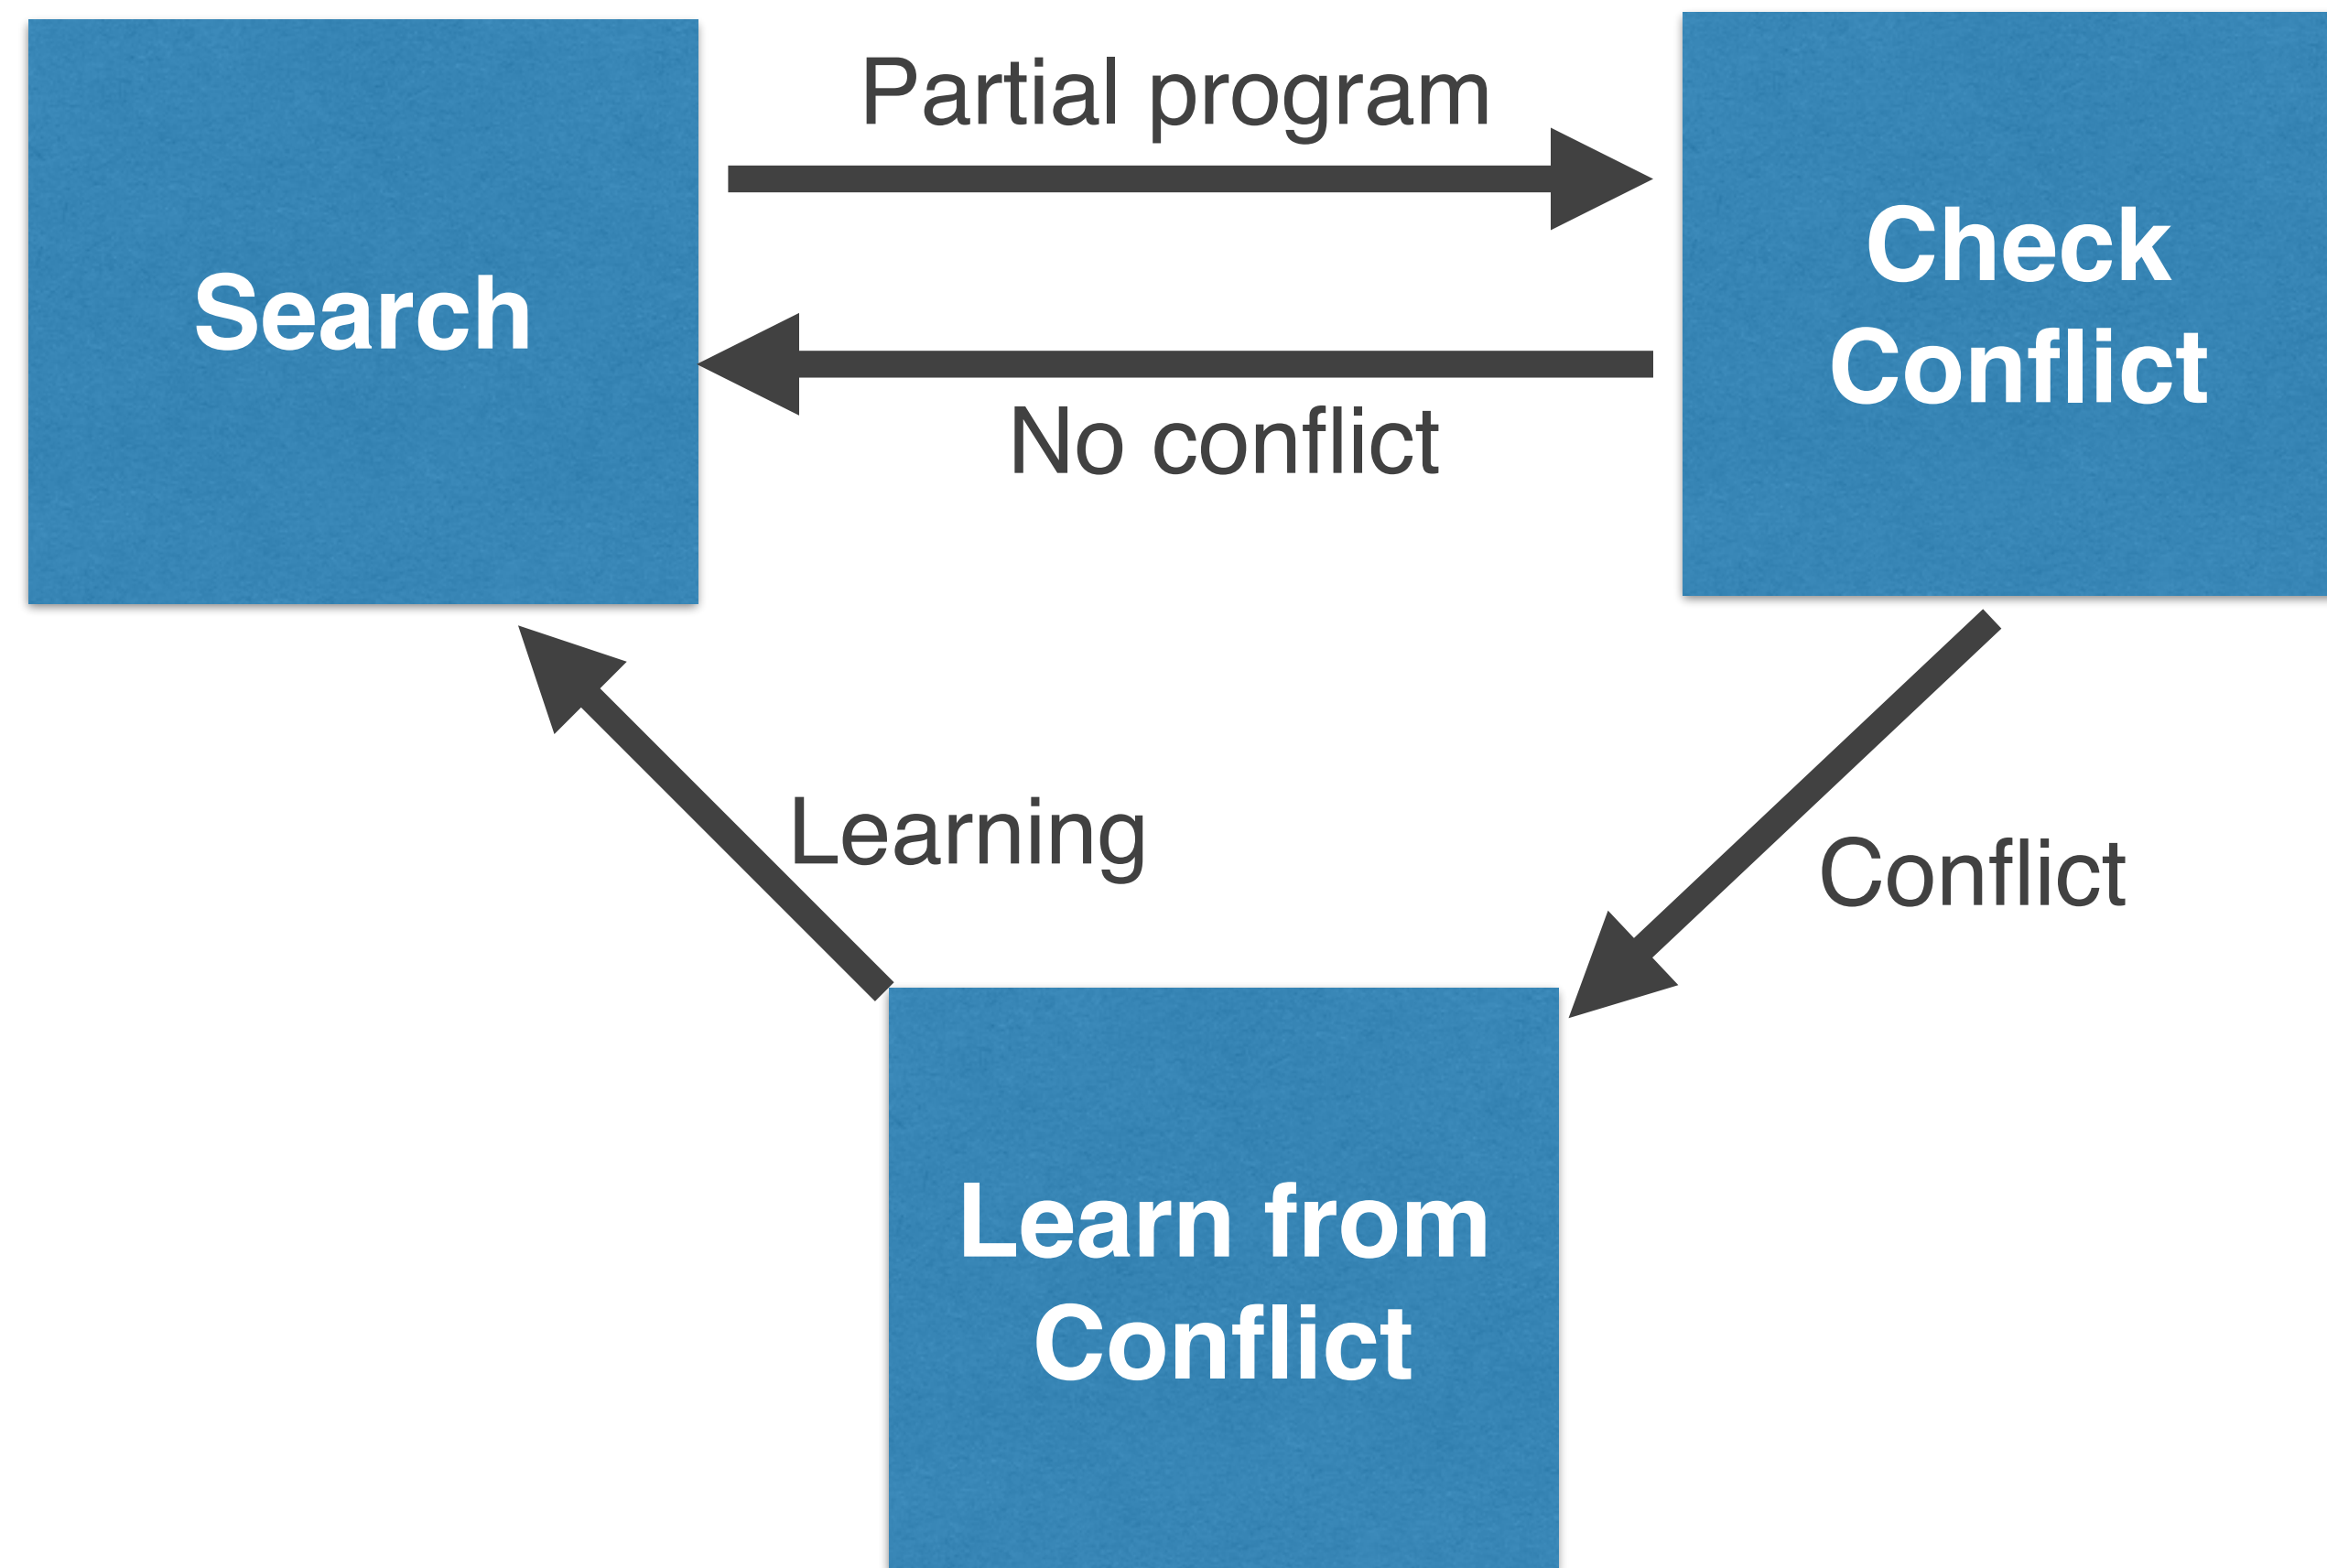 Partial program
Search
Check
Conflict
No conflict
Learning
Conflict
Learn from
Conflict